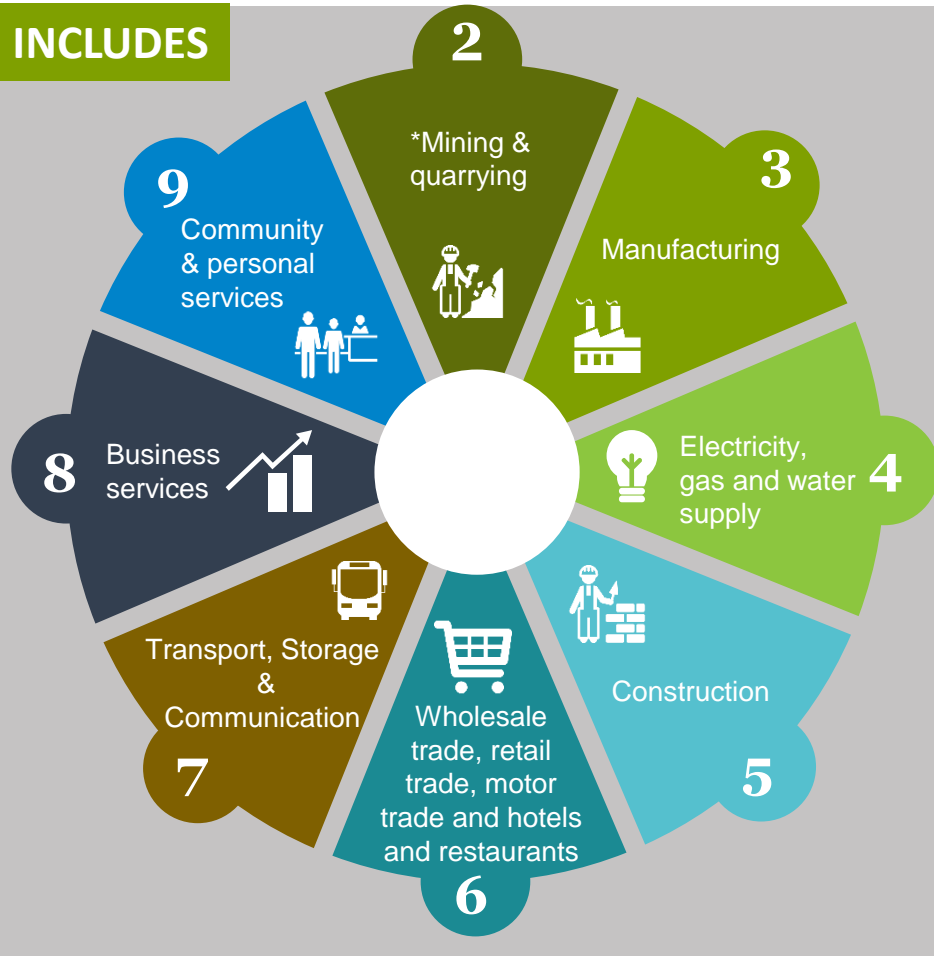 INCLUDES
2
*Mining &
quarrying
3
Manufacturing
4
Electricity,
gas and water
supply
5
Construction
6
Wholesale
trade, retail
trade, motor
trade and hotels
and restaurants
7
Transport, Storage
&
Communication
8
Business
services
9
Community
& personal
services